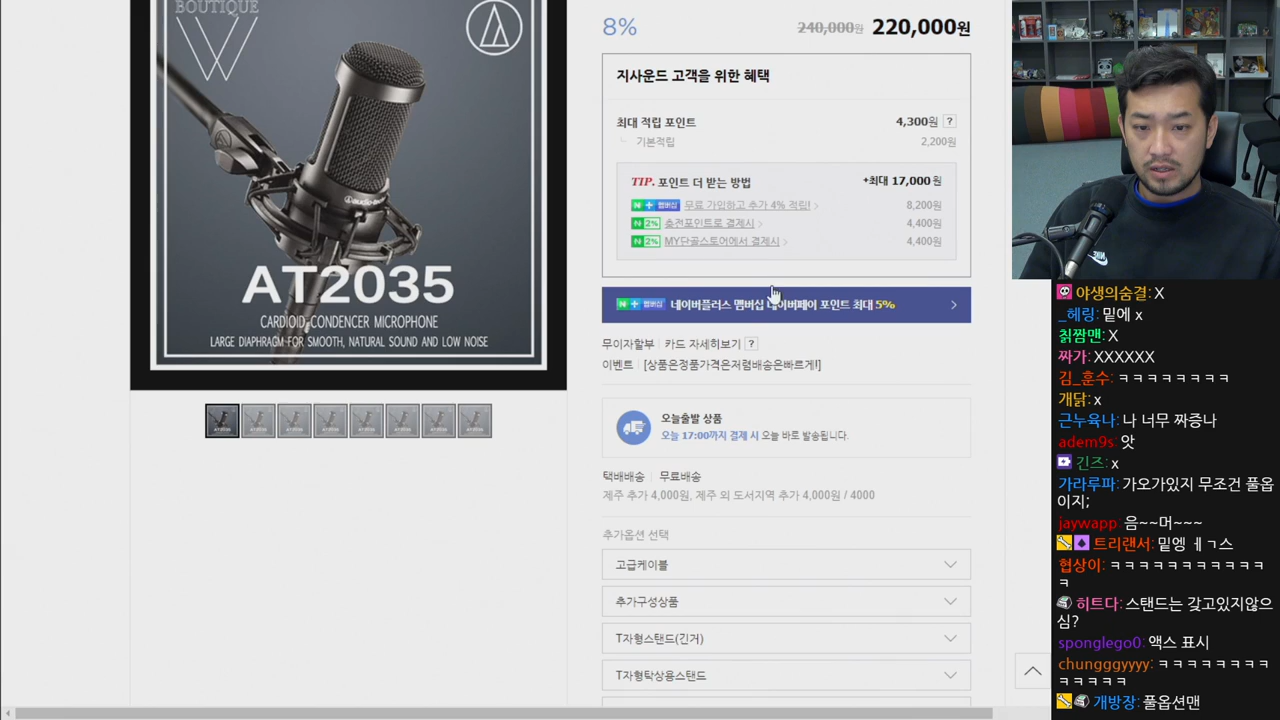 BOUTIQUE
W
audio-technica
AT2035
CARDIOID CONDENCER MICROPHONE
LARGE DIAPHRAGM FOR SMOOTH, NATURAL SOUND AND LOW NOISE
8% 240,000원 220,000원
지사운드 고객을 위한 혜택
최대 적립 포인트 4,300원 ?
기본적립 2,200원
TIP. 포인트 더 받는 방법 +최대 17,000원
N+ 멤버십 무료 가입하고 추가 4% 적립! > 8,200원
N 2% 충전포인트로 결제시 > 4,400원
N 2% MY단골스토어에서 결제시 > 4,400원
N+ 멤버십 네이버플러스 멤버십 네이버페이 포인트 최대 5% >
무이자할부 카드 자세히보기 ?
이벤트 [상품은정품가격은저렴배송은빠르게!]
오늘출발 상품
오늘 17:00까지 결제 시 오늘 바로 발송됩니다.
택배배송 무료배송
제주 추가 4,000원, 제주 외 도서지역 추가 4,000원 / 4000
추가옵션 선택
고급케이블
추가구성상품
T자형스탠드(긴거)
T자형탁상용스탠드
야생의숨결: X
_헤링: 밑에 x
칡짬맨: X
짜가: XXXXXX
김_훈수: ㅋㅋㅋㅋㅋㅋㅋㅋ
개닭: x
근누육나: 나 너무 짜증나
adem9s: 앗
긴즈: x
가라루파: 가오가있지 무조건 풀옵
이지;
jaywapp: 음~~머~~~
트리랜서: 밑엥 ㅔㄱ스
협상이: ㅋㅋㅋㅋㅋㅋㅋㅋㅋㅋㅋ
ㅋ
히트다: 스탠드는 갖고있지않으
심?
sponglego0: 액스 표시
chungggyyyy: ㅋㅋㅋㅋㅋㅋㅋㅋ
ㅋㅋㅋㅋㅋ
개방장: 풀옵션맨